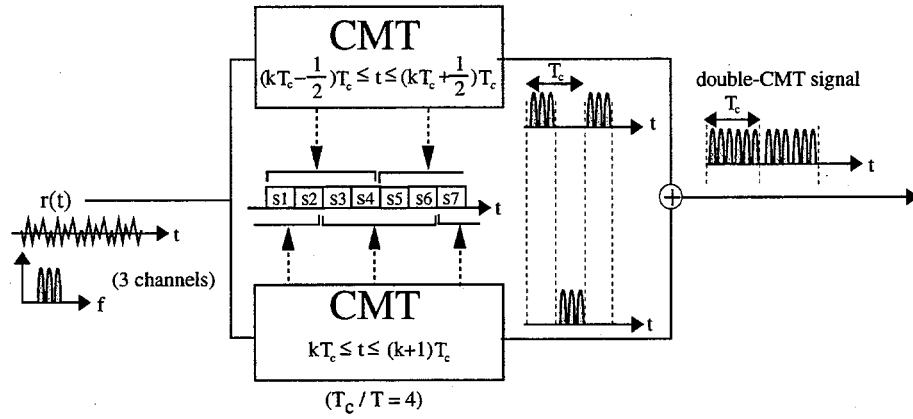 CMT
(kT_c - 1/2)T_c ≤ t ≤ (kT_c + 1/2)T_c
double-CMT signal
T_c
T_c
t
t
r(t)
s1 s2 s3 s4 s5 s6 s7
t
t
(3 channels)
f
CMT
kT_c ≤ t ≤ (k+1)T_c
t
(T_c / T = 4)